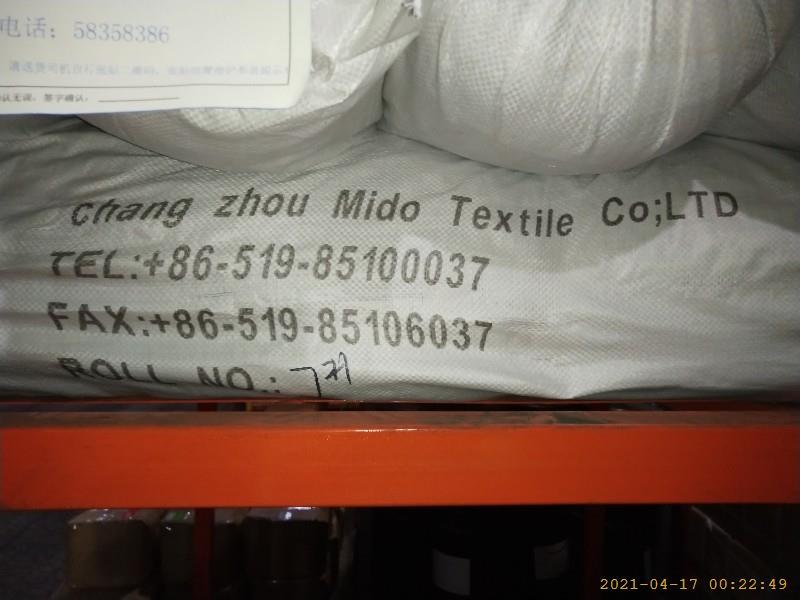 电话：58358386
Chang zhou Mido Textile Co;LTD
TEL:+86-519-85100037
FAX:+86-519-85106037
ROLL NO.:
2021-04-17 00:22:49